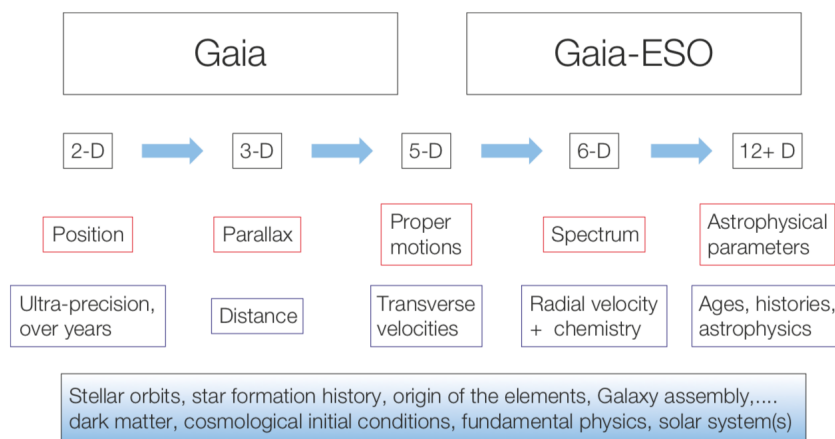 Gaia
Gaia-ESO
2-D
3-D
5-D
6-D
12+ D
Position
Parallax
Proper
motions
Spectrum
Astrophysical
parameters
Ultra-precision,
over years
Distance
Transverse
velocities
Radial velocity
+ chemistry
Ages, histories,
astrophysics
Stellar orbits, star formation history, origin of the elements, Galaxy assembly,....
dark matter, cosmological initial conditions, fundamental physics, solar system(s)